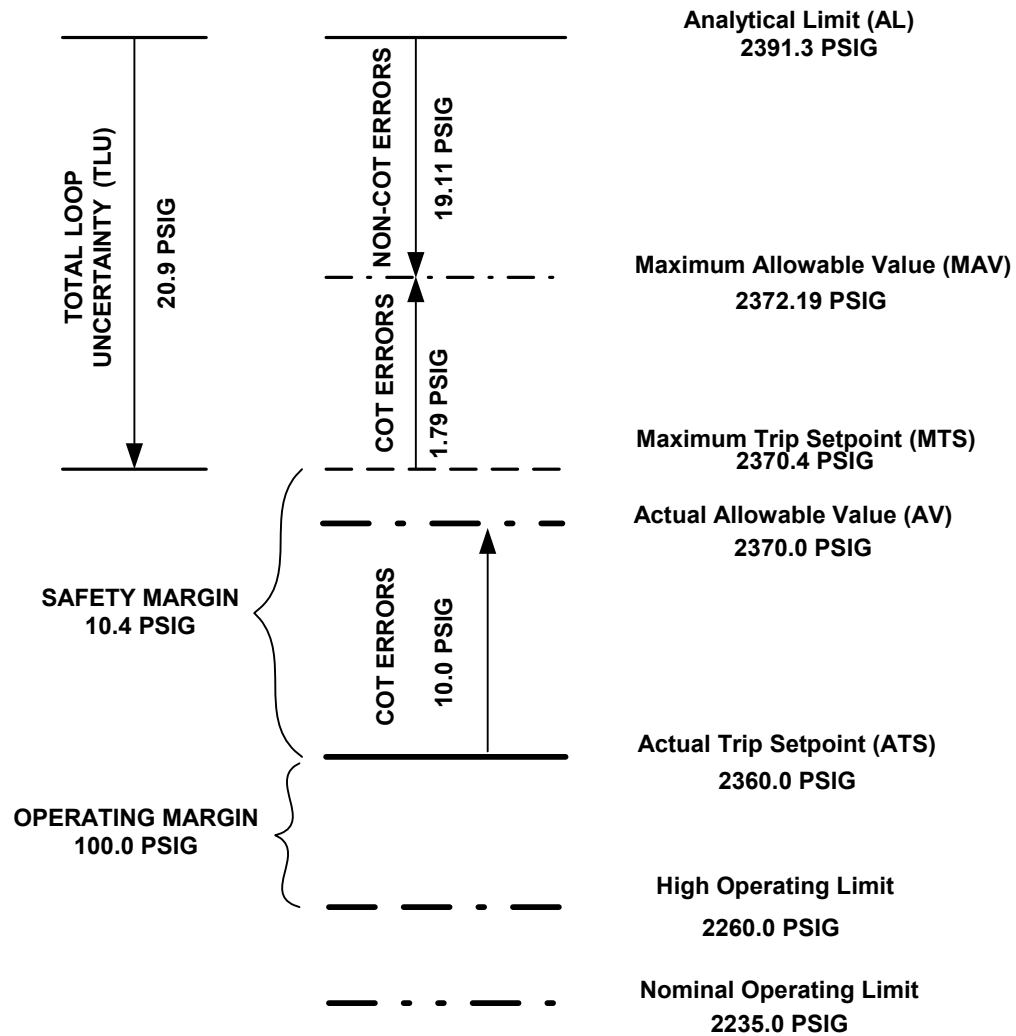 Analytical Limit (AL)
2391.3 PSIG
TOTAL LOOP
UNCERTAINTY (TLU)
20.9 PSIG
NON-COT ERRORS
19.11 PSIG
Maximum Allowable Value (MAV)
2372.19 PSIG
COT ERRORS
1.79 PSIG
Maximum Trip Setpoint (MTS)
2370.4 PSIG
Actual Allowable Value (AV)
2370.0 PSIG
SAFETY MARGIN
10.4 PSIG
COT ERRORS
10.0 PSIG
Actual Trip Setpoint (ATS)
2360.0 PSIG
OPERATING MARGIN
100.0 PSIG
High Operating Limit
2260.0 PSIG
Nominal Operating Limit
2235.0 PSIG